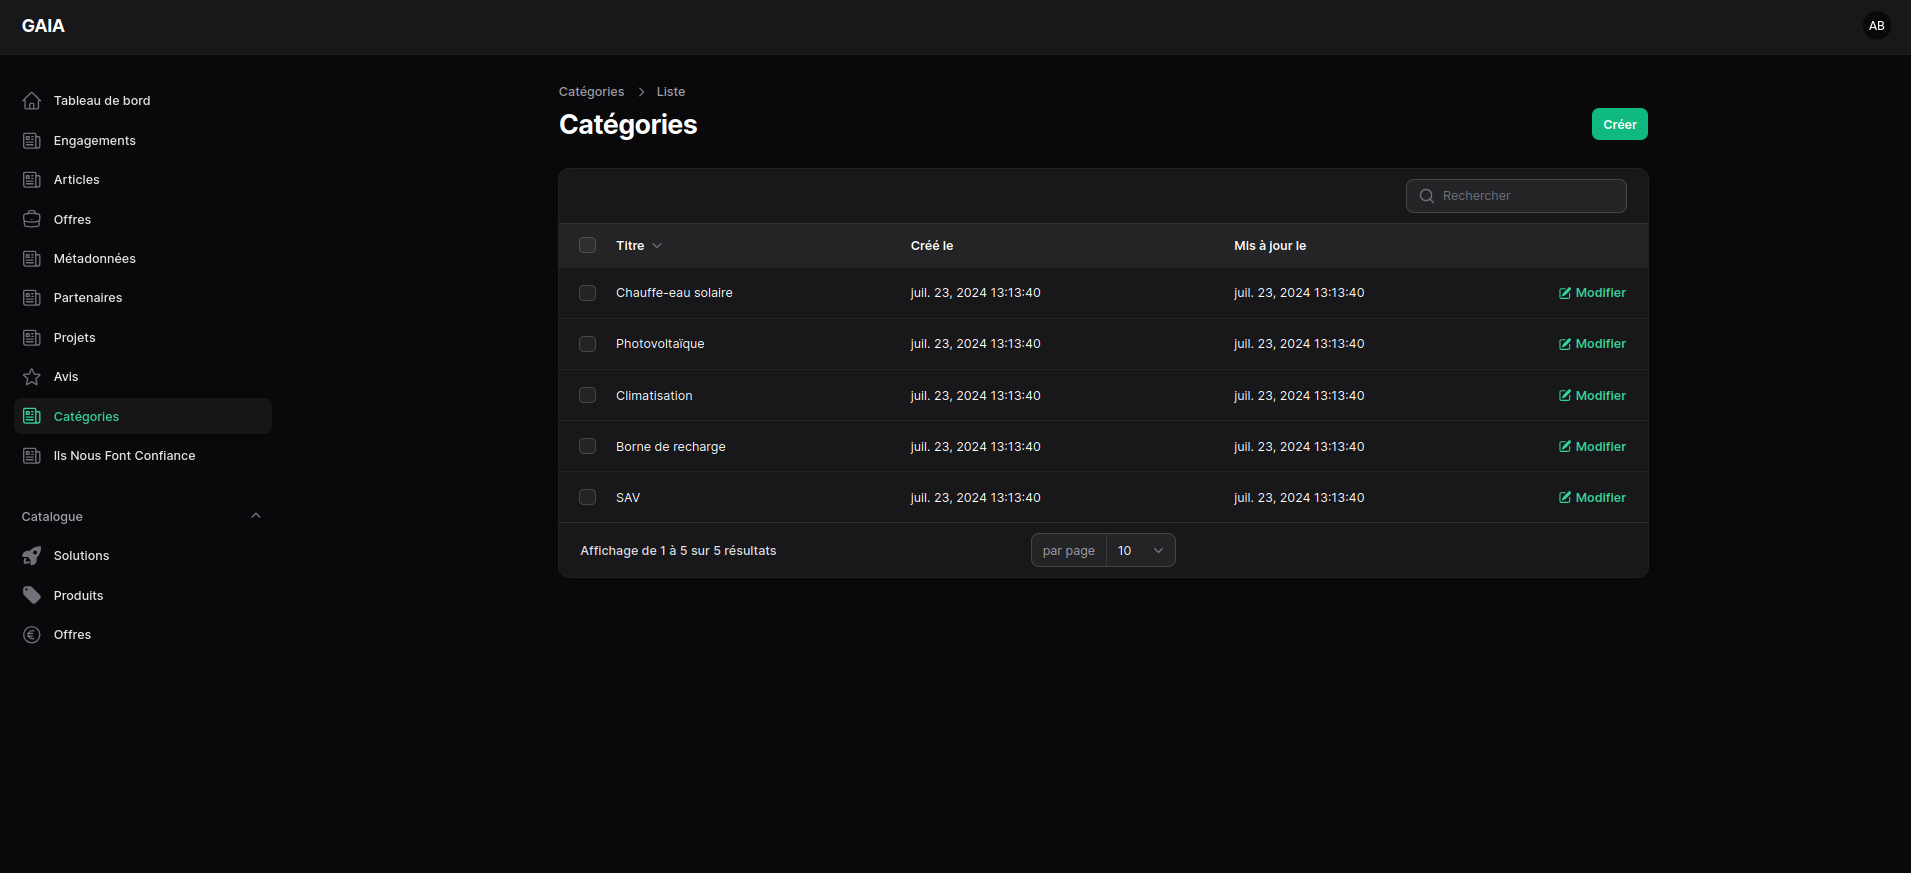 GAIA
AB
Tableau de bord
Engagements
Articles
Offres
Métadonnées
Partenaires
Projets
Avis
Catégories
Ils Nous Font Confiance
Catalogue
Solutions
Produits
Offres
Catégories Liste
Catégories
Créer
Rechercher
Titre Créé le Mis à jour le
Chauffe-eau solaire juil. 23, 2024 13:13:40 juil. 23, 2024 13:13:40 Modifier
Photovoltaïque juil. 23, 2024 13:13:40 juil. 23, 2024 13:13:40 Modifier
Climatisation juil. 23, 2024 13:13:40 juil. 23, 2024 13:13:40 Modifier
Borne de recharge juil. 23, 2024 13:13:40 juil. 23, 2024 13:13:40 Modifier
SAV juil. 23, 2024 13:13:40 juil. 23, 2024 13:13:40 Modifier
Affichage de 1 à 5 sur 5 résultats par page 10